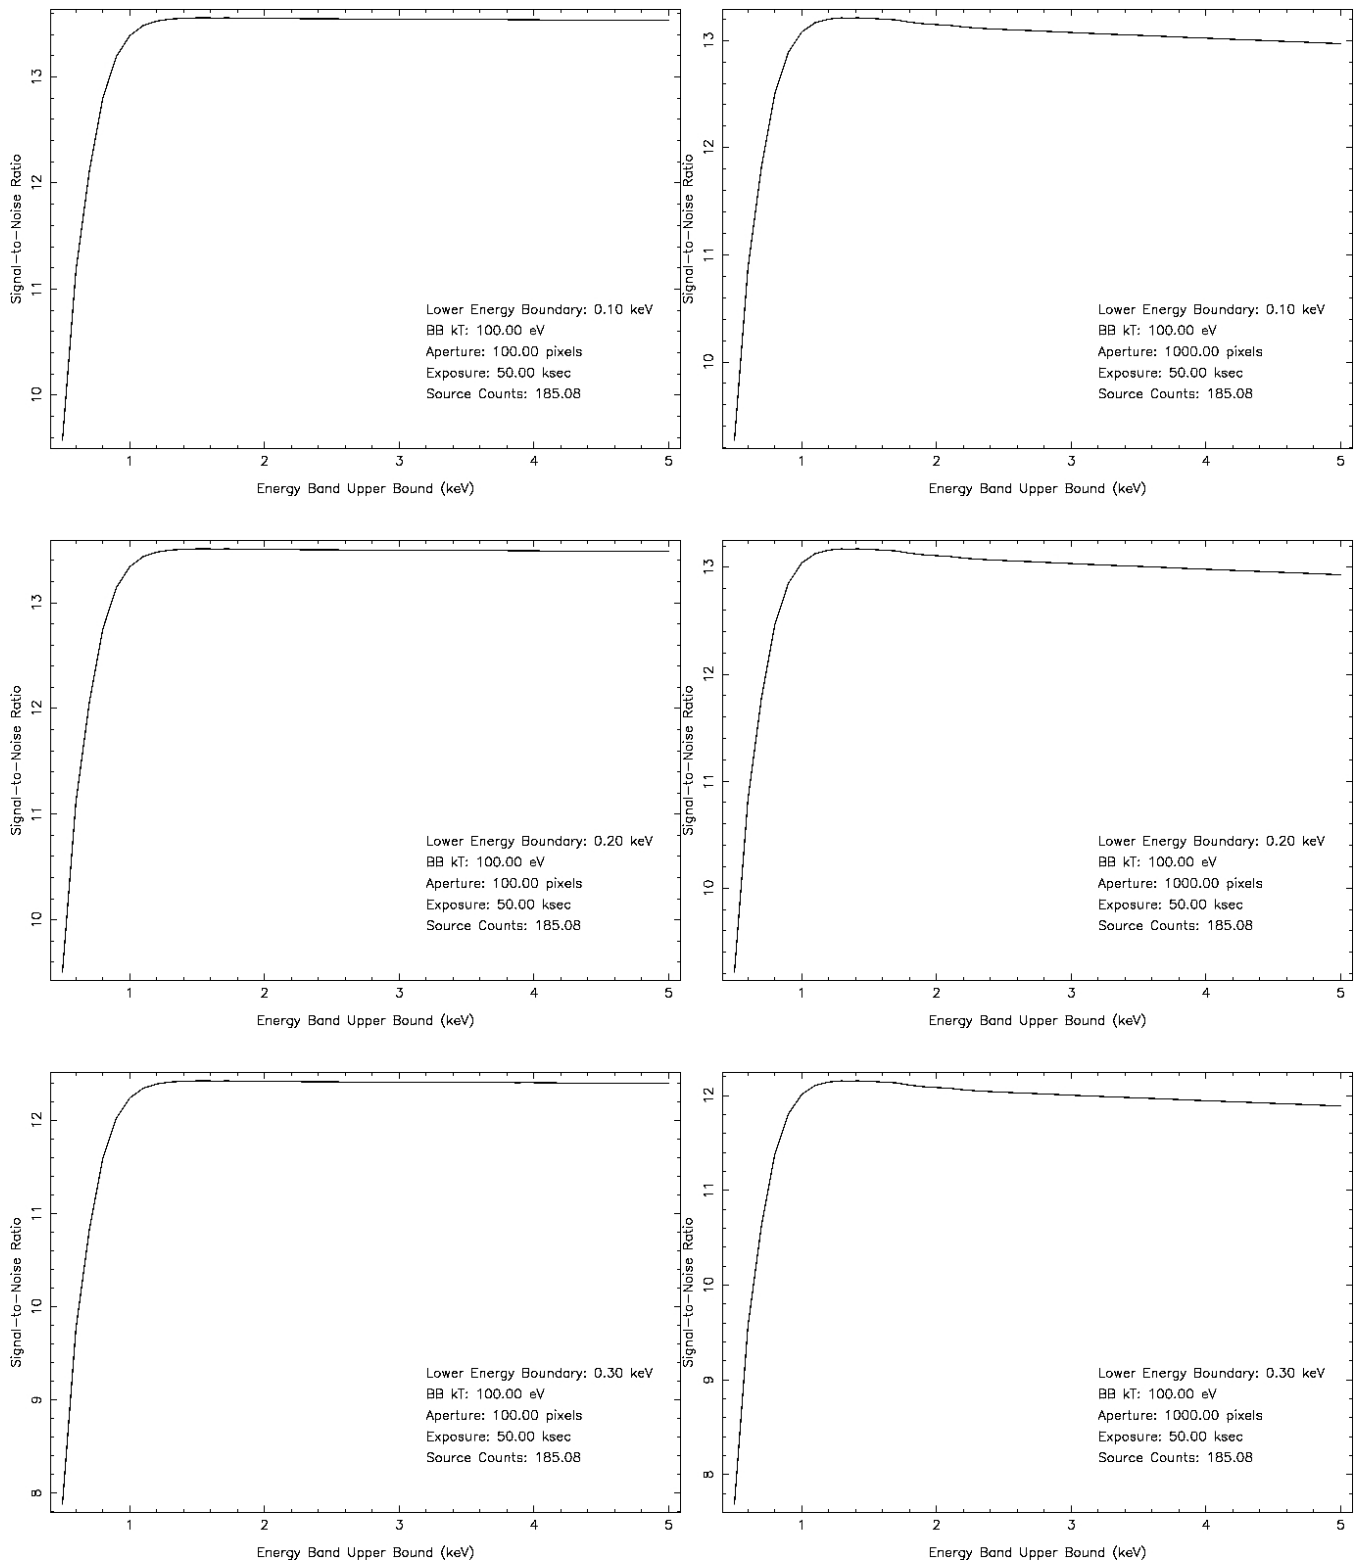 Signal-to-Noise Ratio
13
12
11
10
Lower Energy Boundary: 0.10 keV
BB kT: 100.00 eV
Aperture: 100.00 pixels
Exposure: 50.00 ksec
Source Counts: 185.08
1 2 3 4 5
Energy Band Upper Bound (keV)
Signal-to-Noise Ratio
13
12
11
10
Lower Energy Boundary: 0.10 keV
BB kT: 100.00 eV
Aperture: 1000.00 pixels
Exposure: 50.00 ksec
Source Counts: 185.08
1 2 3 4 5
Energy Band Upper Bound (keV)
Signal-to-Noise Ratio
13
12
11
10
Lower Energy Boundary: 0.20 keV
BB kT: 100.00 eV
Aperture: 100.00 pixels
Exposure: 50.00 ksec
Source Counts: 185.08
1 2 3 4 5
Energy Band Upper Bound (keV)
Signal-to-Noise Ratio
13
12
11
10
Lower Energy Boundary: 0.20 keV
BB kT: 100.00 eV
Aperture: 1000.00 pixels
Exposure: 50.00 ksec
Source Counts: 185.08
1 2 3 4 5
Energy Band Upper Bound (keV)
Signal-to-Noise Ratio
12
11
10
9
8
Lower Energy Boundary: 0.30 keV
BB kT: 100.00 eV
Aperture: 100.00 pixels
Exposure: 50.00 ksec
Source Counts: 185.08
1 2 3 4 5
Energy Band Upper Bound (keV)
Signal-to-Noise Ratio
12
11
10
9
8
Lower Energy Boundary: 0.30 keV
BB kT: 100.00 eV
Aperture: 1000.00 pixels
Exposure: 50.00 ksec
Source Counts: 185.08
1 2 3 4 5
Energy Band Upper Bound (keV)